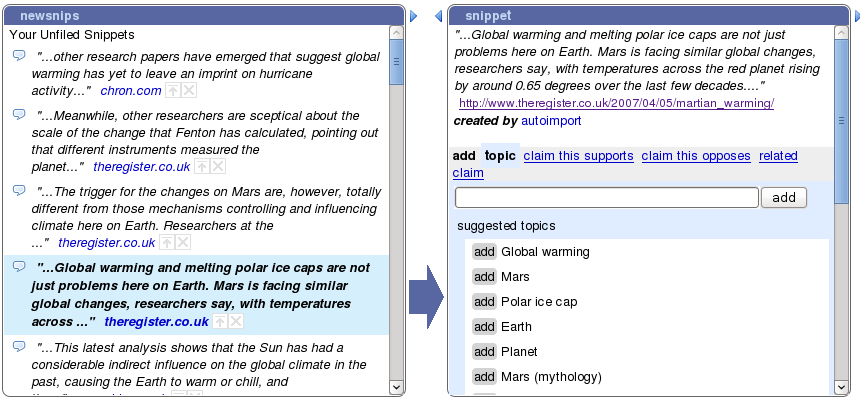 newsnips
Your Unfiled Snippets
"...other research papers have emerged that suggest global
warming has yet to leave an imprint on hurricane
activity..." chron.com
"...Meanwhile, other researchers are sceptical about the
scale of the change that Fenton has calculated, pointing out
that different instruments measured the
planet..." theregister.co.uk
"...The trigger for the changes on Mars are, however, totally
different from those mechanisms controlling and influencing
climate here on Earth. Researchers at the
..." theregister.co.uk
"...Global warming and melting polar ice caps are not
just problems here on Earth. Mars is facing similar
global changes, researchers say, with temperatures
across ..." theregister.co.uk
"...This latest analysis shows that the Sun has had a
considerable indirect influence on the global climate in the
past, causing the Earth to warm or chill, and
snippet
"...Global warming and melting polar ice caps are not just
problems here on Earth. Mars is facing similar global changes,
researchers say, with temperatures across the red planet rising
by around 0.65 degrees over the last few decades...."
http://www.theregister.co.uk/2007/04/05/martian_warming/
created by autoimport
add topic claim this supports claim this opposes related
claim
add
suggested topics
add Global warming
add Mars
add Polar ice cap
add Earth
add Planet
add Mars (mythology)